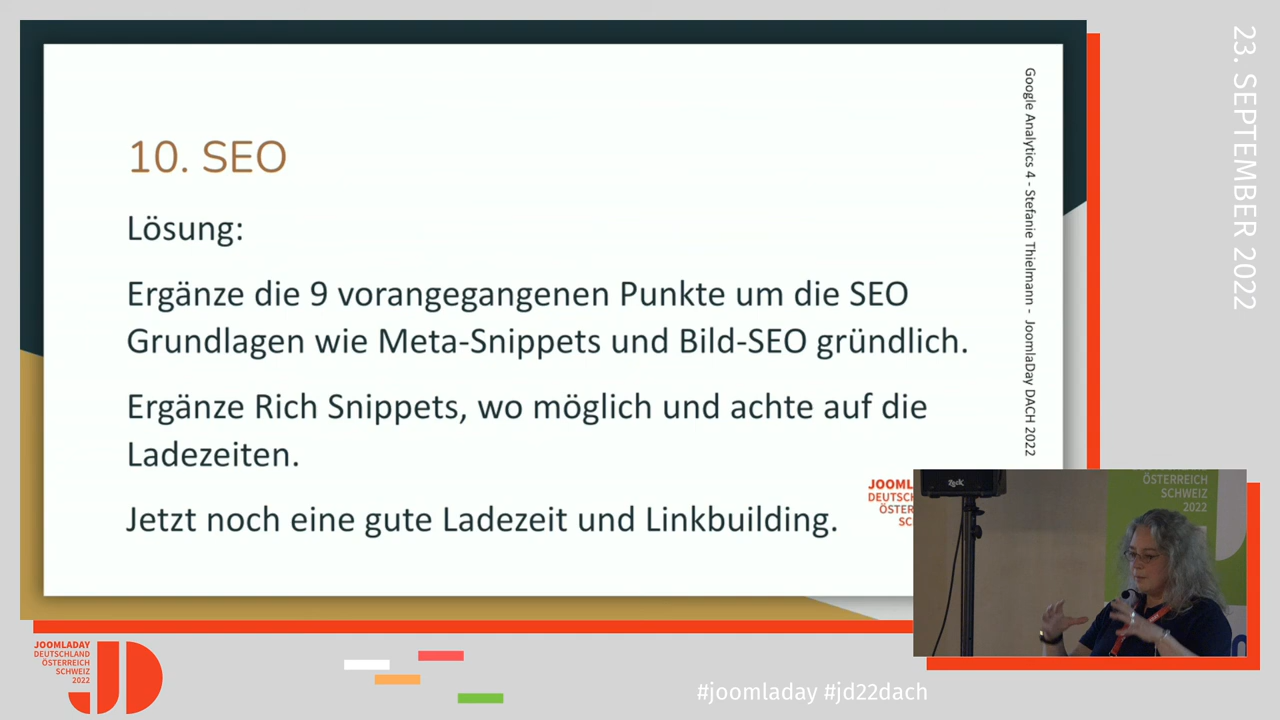 10. SEO
Lösung:
Ergänze die 9 vorangegangenen Punkte um die SEO
Grundlagen wie Meta-Snippets und Bild-SEO gründlich.
Ergänze Rich Snippets, wo möglich und achte auf die
Ladezeiten.
Jetzt noch eine gute Ladezeit und Linkbuilding.
Google Analytics 4 - Stefanie Thielmann - JoomlaDay DACH 2022
23. SEPTEMBER 2022
ÖSTERREICH
SCHWEIZ
2022
JOOMLADAY
DEUTSCHLAND
ÖSTERREICH
SCHWEIZ
2022
JD
#joomladay #jd22dach